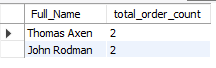 Full_Name total_order_count
Thomas Axen 2
John Rodman 2